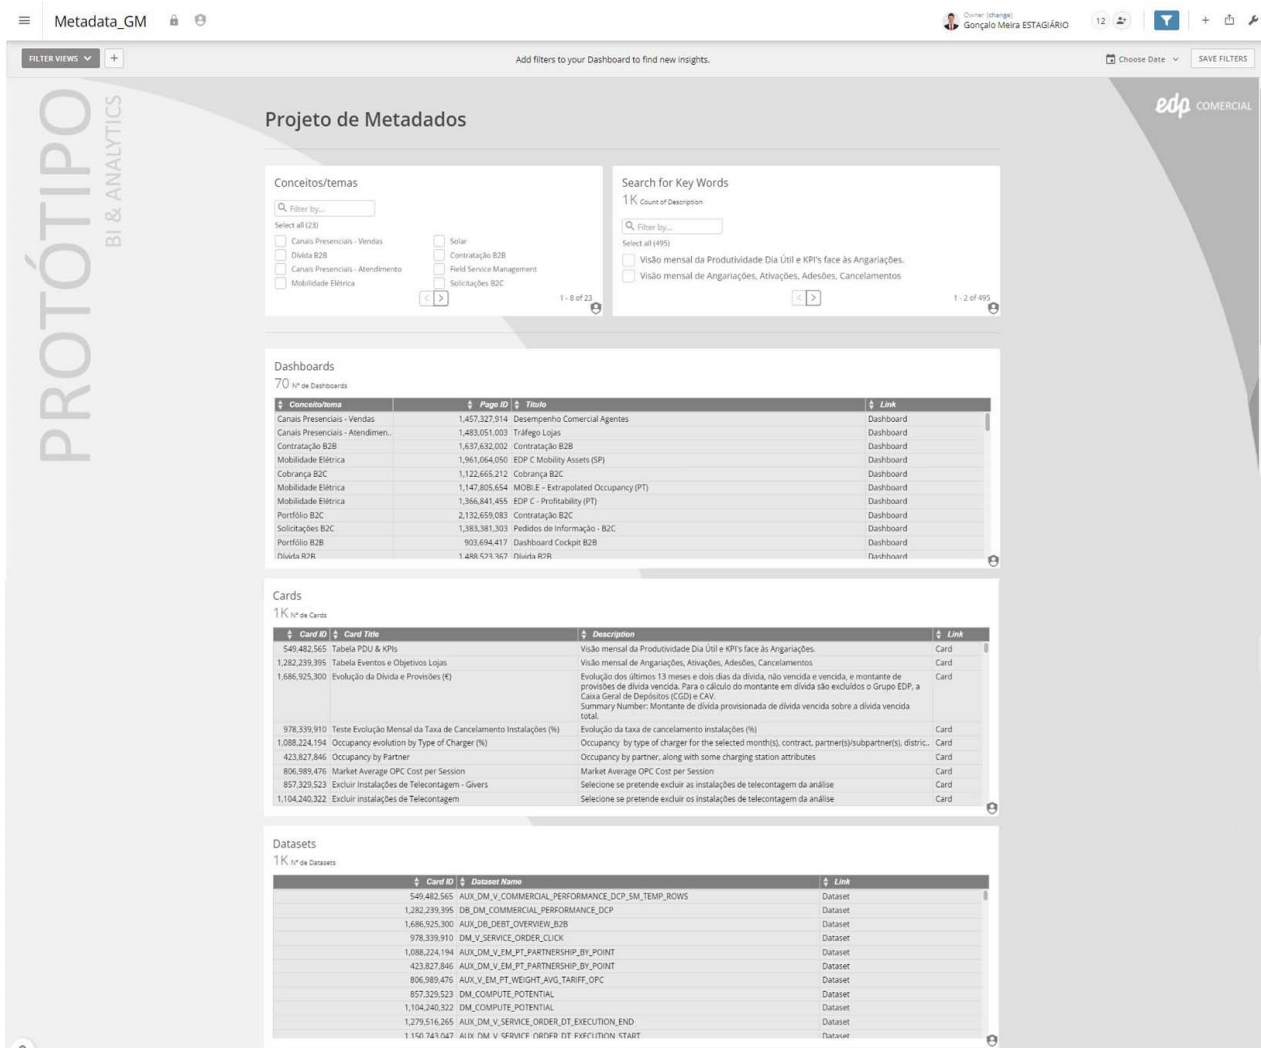 Metadata_GM
Owner (change)
Gonçalo Meira ESTAGIÁRIO
12
FILTER VIEWS
Add filters to your Dashboard to find new insights.
Choose Date
SAVE FILTERS
PROTÓTIPO
BI & ANALYTICS
edp COMERCIAL
Projeto de Metadados
Conceitos/temas
Filter by...
Select all (23)
Canais Presenciais - Vendas
Solar
Dívida B2B
Contratação B2B
Canais Presenciais - Atendimento
Field Service Management
Mobilidade Elétrica
Solicitações B2C
1 - 8 of 23
Search for Key Words
1K Count of Description
Filter by...
Select all (495)
Visão mensal da Produtividade Dia Útil e KPI's face às Angariações.
Visão mensal de Angariações, Ativações, Adesões, Cancelamentos
1 - 2 of 495
Dashboards
70 Nº de Dashboards
Conceito/tema Page ID Título Link
Canais Presenciais - Vendas 1,457,327,914 Desempenho Comercial Agentes Dashboard
Canais Presenciais - Atendimen.. 1,483,051,003 Tráfego Lojas Dashboard
Contratação B2B 1,637,632,002 Contratação B2B Dashboard
Mobilidade Elétrica 1,961,064,050 EDP C Mobility Assets (SP) Dashboard
Cobrança B2C 1,122,665,212 Cobrança B2C Dashboard
Mobilidade Elétrica 1,147,805,654 MOBI.E – Extrapolated Occupancy (PT) Dashboard
Mobilidade Elétrica 1,366,841,455 EDP C - Profitability (PT) Dashboard
Portfólio B2C 2,132,659,083 Contratação B2C Dashboard
Solicitações B2C 1,383,381,303 Pedidos de Informação - B2C Dashboard
Portfólio B2B 903,694,417 Dashboard Cockpit B2B Dashboard
Dívida B2B 1,488,523,367 Dívida B2B Dashboard
Cards
1K Nº de Cards
Card ID Card Title Description Link
549,482,565 Tabela PDU & KPIs Visão mensal da Produtividade Dia Útil e KPI's face às Angariações. Card
1,282,239,395 Tabela Eventos e Objetivos Lojas Visão mensal de Angariações, Ativações, Adesões, Cancelamentos Card
1,686,925,300 Evolução da Dívida e Provisões (€) Evolução dos últimos 13 meses e dois dias da dívida, não vencida e vencida, e montante de Card
provisões de dívida vencida. Para o cálculo do montante em dívida são excluídos o Grupo EDP, a
Caixa Geral de Depósitos (CGD) e CAV.
Summary Number: Montante de dívida provisionada de dívida vencida sobre a dívida vencida
total.
978,339,910 Teste Evolução Mensal da Taxa de Cancelamento Instalações (%) Evolução da taxa de cancelamento instalações (%) Card
1,088,224,194 Occupancy evolution by Type of Charger (%) Occupancy by type of charger for the selected month(s), contract, partner(s)/subpartner(s), distric.. Card
423,827,846 Occupancy by Partner Occupancy by partner, along with some charging station attributes Card
806,989,476 Market Average OPC Cost per Session Market Average OPC Cost per Session Card
857,329,523 Excluir Instalações de Telecontagem - Givers Selecione se pretende excluir as instalações de telecontagem da análise Card
1,104,240,322 Excluir instalações de Telecontagem Selecione se pretende excluir os instalações de telecontagem da análise Card
Datasets
1K Nº de Datasets
Card ID Dataset Name Link
549,482,565 AUX_DM_V_COMMERCIAL_PERFORMANCE_DCP_SM_TEMP_ROWS Dataset
1,282,239,395 DB_DM_COMMERCIAL_PERFORMANCE_DCP Dataset
1,686,925,300 AUX_DB_DEBT_OVERVIEW_B2B Dataset
978,339,910 DM_V_SERVICE_ORDER_CLICK Dataset
1,088,224,194 AUX_DM_V_EM_PT_PARTNERSHIP_BY_POINT Dataset
423,827,846 AUX_DM_V_EM_PT_PARTNERSHIP_BY_POINT Dataset
806,989,476 AUX_V_EM_PT_WEIGHT_AVG_TARIFF_OPC Dataset
857,329,523 DM_COMPUTE_POTENTIAL Dataset
1,104,240,322 DM_COMPUTE_POTENTIAL Dataset
1,279,516,265 AUX_DM_V_SERVICE_ORDER_DT_EXECUTION_END Dataset
1,150,743,047 AUX_DM_V_SERVICE_ORDER_DT_EXECUTION_START Dataset